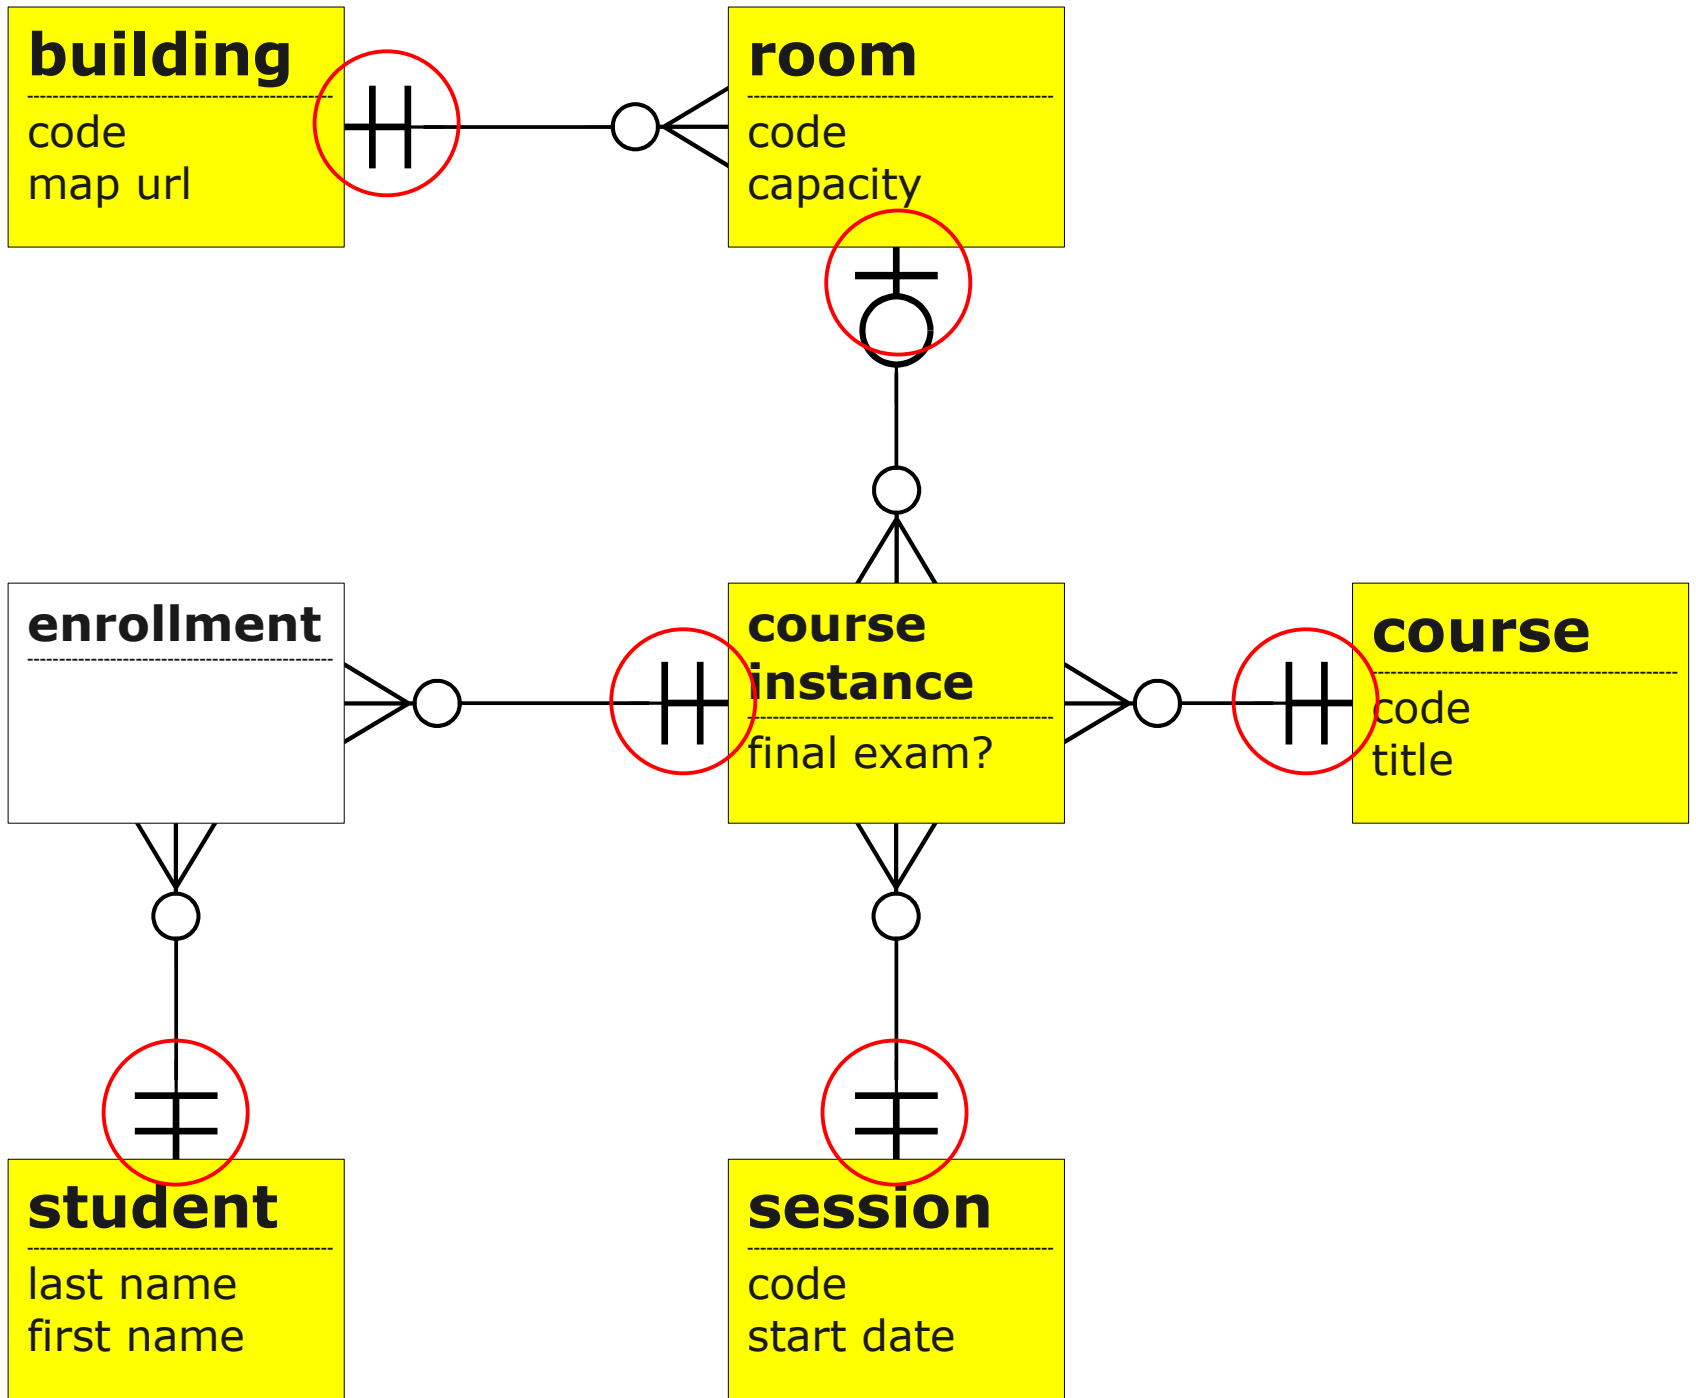 building
code
map url
room
code
capacity
enrollment
course
instance
final exam?
course
code
title
student
last name
first name
session
code
start date